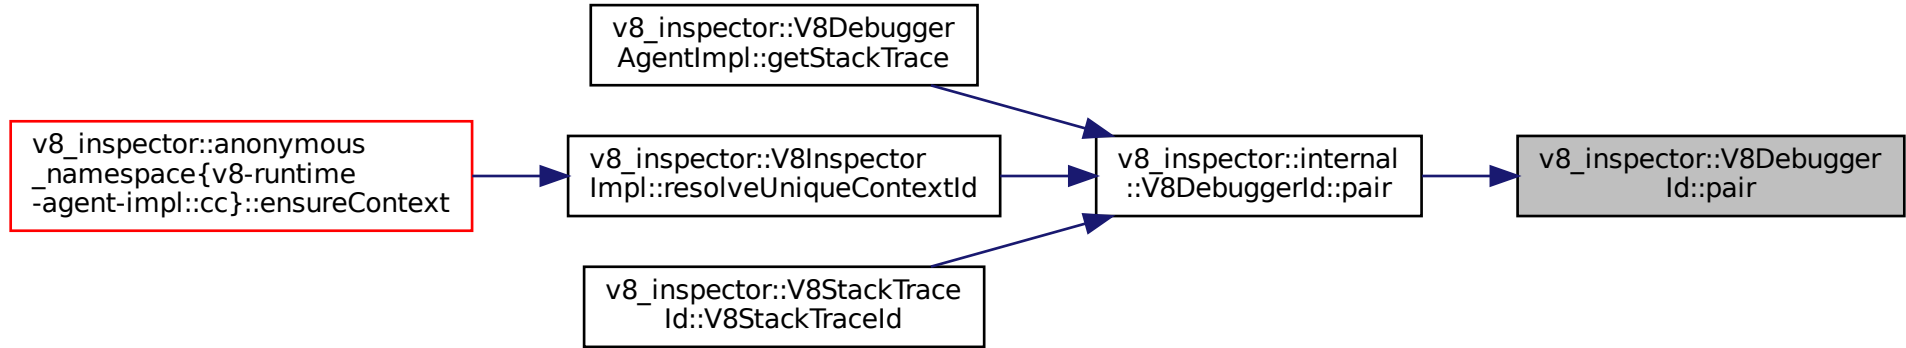 v8_inspector::V8Debugger
AgentImpl::getStackTrace
v8_inspector::anonymous
_namespace{v8-runtime
-agent-impl::cc}::ensureContext
v8_inspector::V8Inspector
Impl::resolveUniqueContextId
v8_inspector::internal
::V8DebuggerId::pair
v8_inspector::V8Debugger
Id::pair
v8_inspector::V8StackTrace
Id::V8StackTraceId